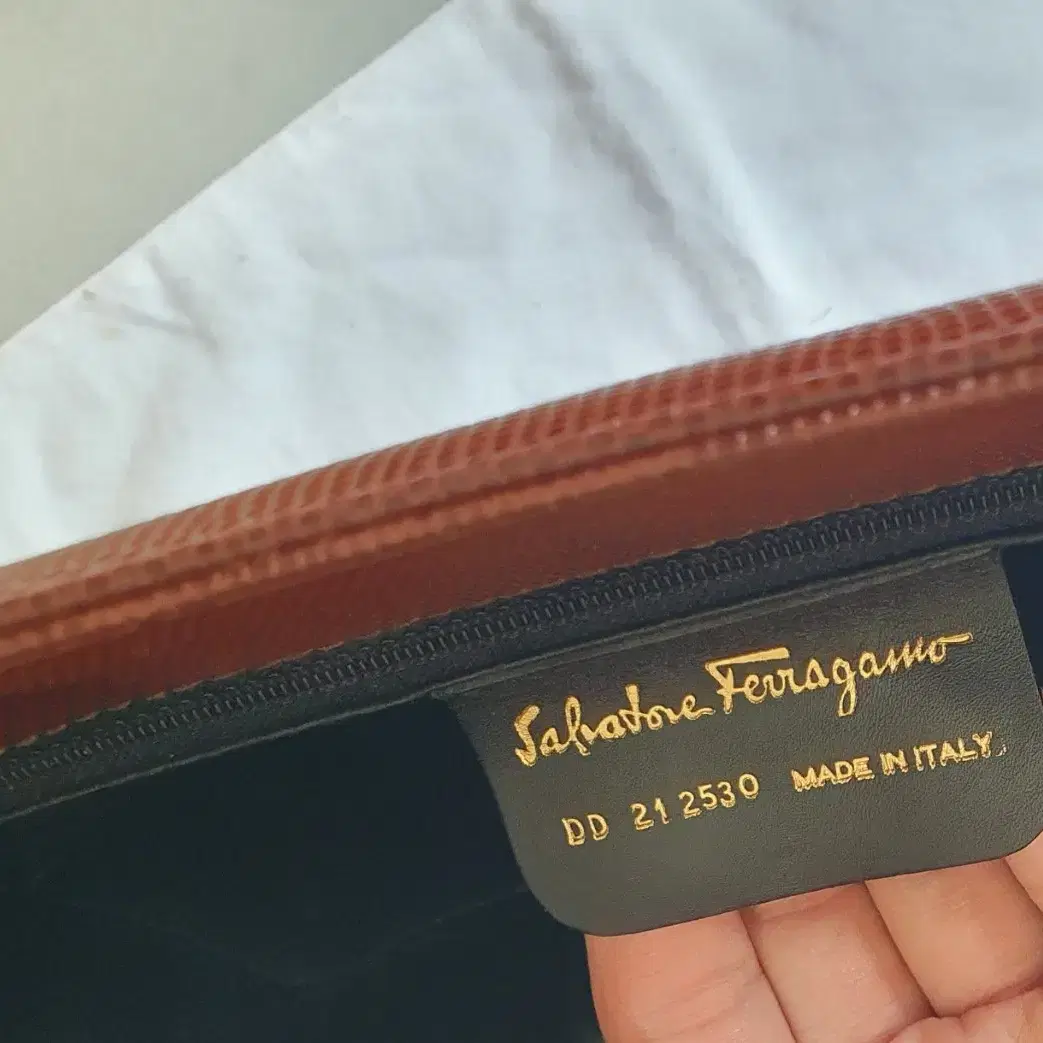 Salvatore Ferragamo
DD 21 2530 MADE IN ITALY